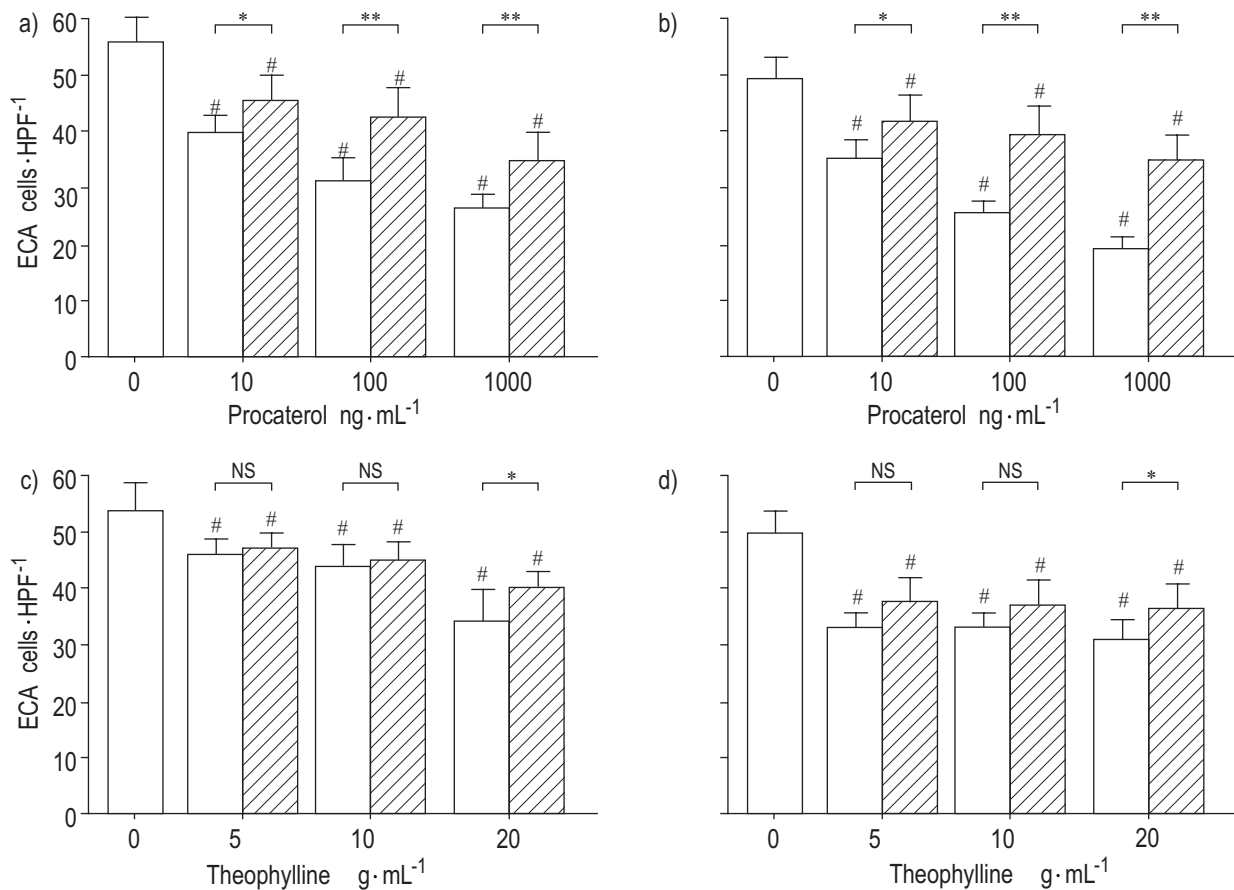 a)
ECA cells·HPF⁻¹
60
50
40
30
20
10
0
* ** **
# # # # # #
0 10 100 1000
Procaterol ng·mL⁻¹
b)
* ** **
# # # # # #
0 10 100 1000
Procaterol ng·mL⁻¹
c)
ECA cells·HPF⁻¹
60
50
40
30
20
10
0
NS NS *
# # # # # #
0 5 10 20
Theophylline g·mL⁻¹
d)
NS NS *
# # # # # #
0 5 10 20
Theophylline g·mL⁻¹